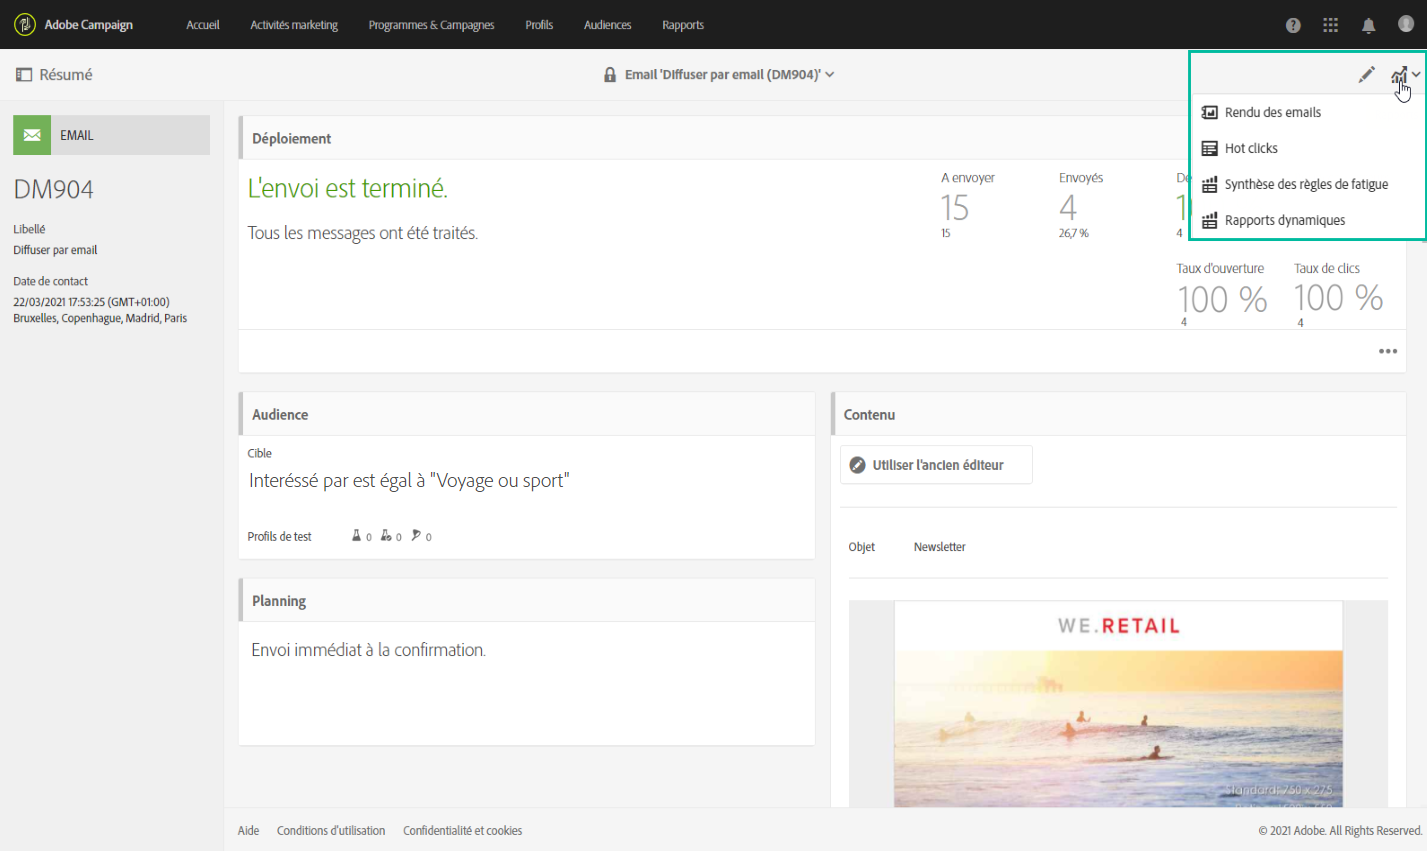 Adobe Campaign
Accueil
Activités marketing
Programmes & Campagnes
Profils
Audiences
Rapports
Résumé
Email 'Diffuser par email (DM904)'
Rendu des emails
Hot clicks
Synthèse des règles de fatigue
Rapports dynamiques
EMAIL
DM904
Libellé
Diffuser par email
Date de contact
22/03/2021 17:53:25 (GMT+01:00)
Bruxelles, Copenhague, Madrid, Paris
Déploiement
L'envoi est terminé.
Tous les messages ont été traités.
A envoyer
15
15
Envoyés
4
26,7 %
4
Taux d'ouverture
100 %
4
Taux de clics
100 %
4
Audience
Cible
Interéssé par est égal à "Voyage ou sport"
Profils de test
0 0 0
Planning
Envoi immédiat à la confirmation.
Contenu
Utiliser l'ancien éditeur
Objet
Newsletter
WE.RETAIL
Standard: 750 x 275
Aide
Conditions d'utilisation
Confidentialité et cookies
© 2021 Adobe. All Rights Reserved.